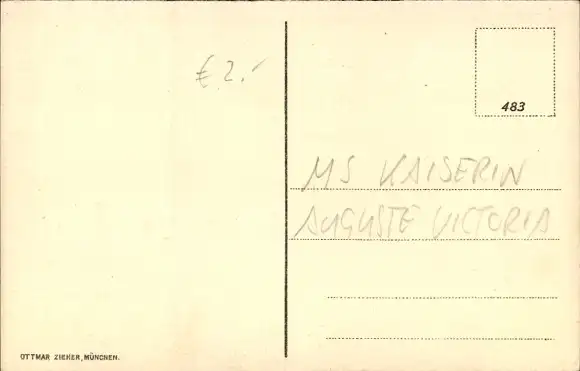 € 2.-
483
MS KAISERIN
AUGUSTE VICTORIA
OTTMAR ZIEHER, MÜNCHEN.